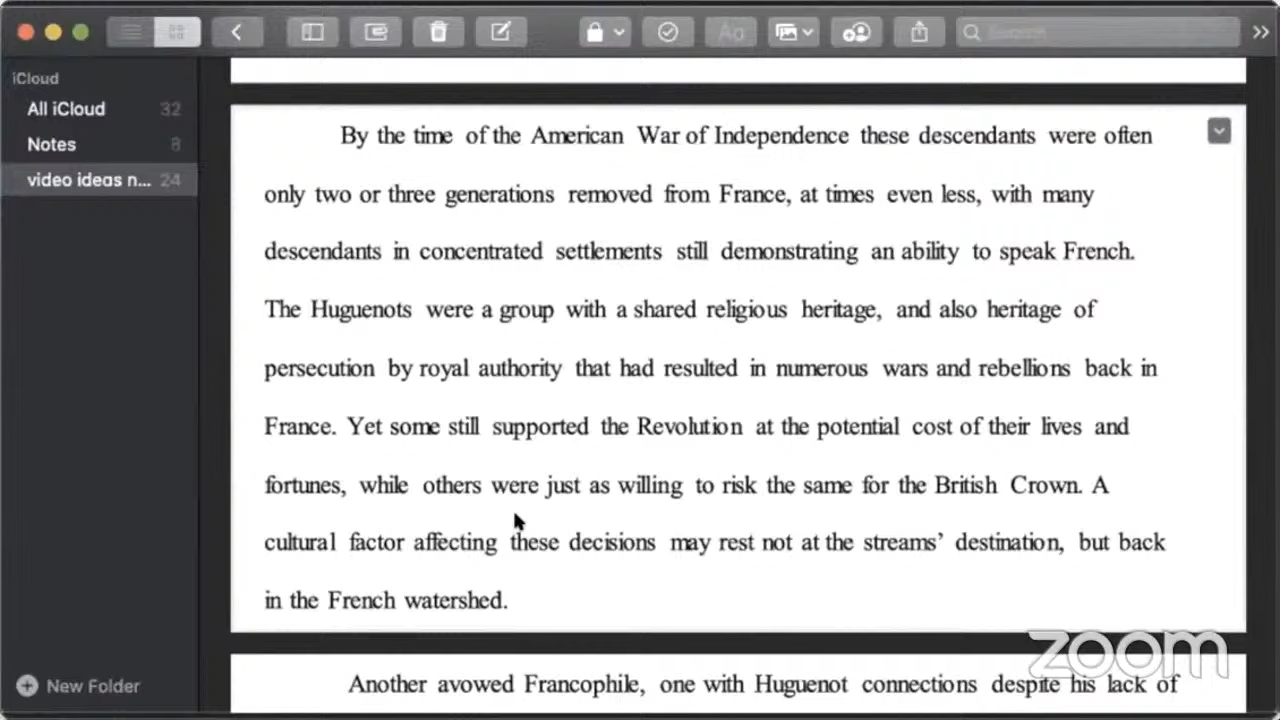 Search
iCloud
All iCloud 32
Notes 8
video ideas n... 24
New Folder
By the time of the American War of Independence these descendants were often
only two or three generations removed from France, at times even less, with many
descendants in concentrated settlements still demonstrating an ability to speak French.
The Huguenots were a group with a shared religious heritage, and also heritage of
persecution by royal authority that had resulted in numerous wars and rebellions back in
France. Yet some still supported the Revolution at the potential cost of their lives and
fortunes, while others were just as willing to risk the same for the British Crown. A
cultural factor affecting these decisions may rest not at the streams' destination, but back
in the French watershed.
Another avowed Francophile, one with Huguenot connections despite his lack of
zoom